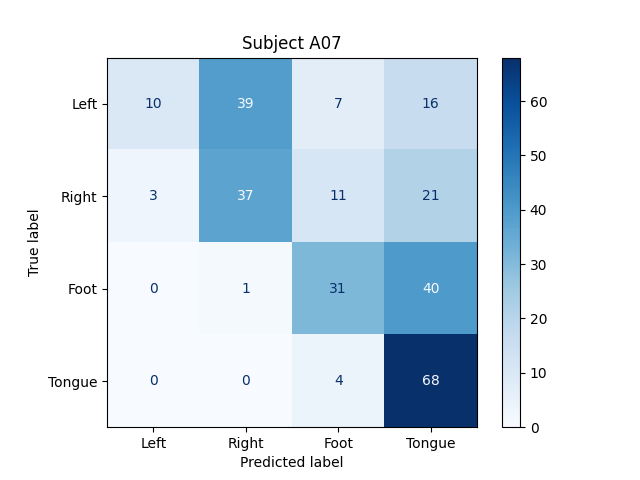 Subject A07
True label
Left 10 39 7 16
Right 3 37 11 21
Foot 0 1 31 40
Tongue 0 0 4 68
Left Right Foot Tongue
Predicted label
60
50
40
30
20
10
0